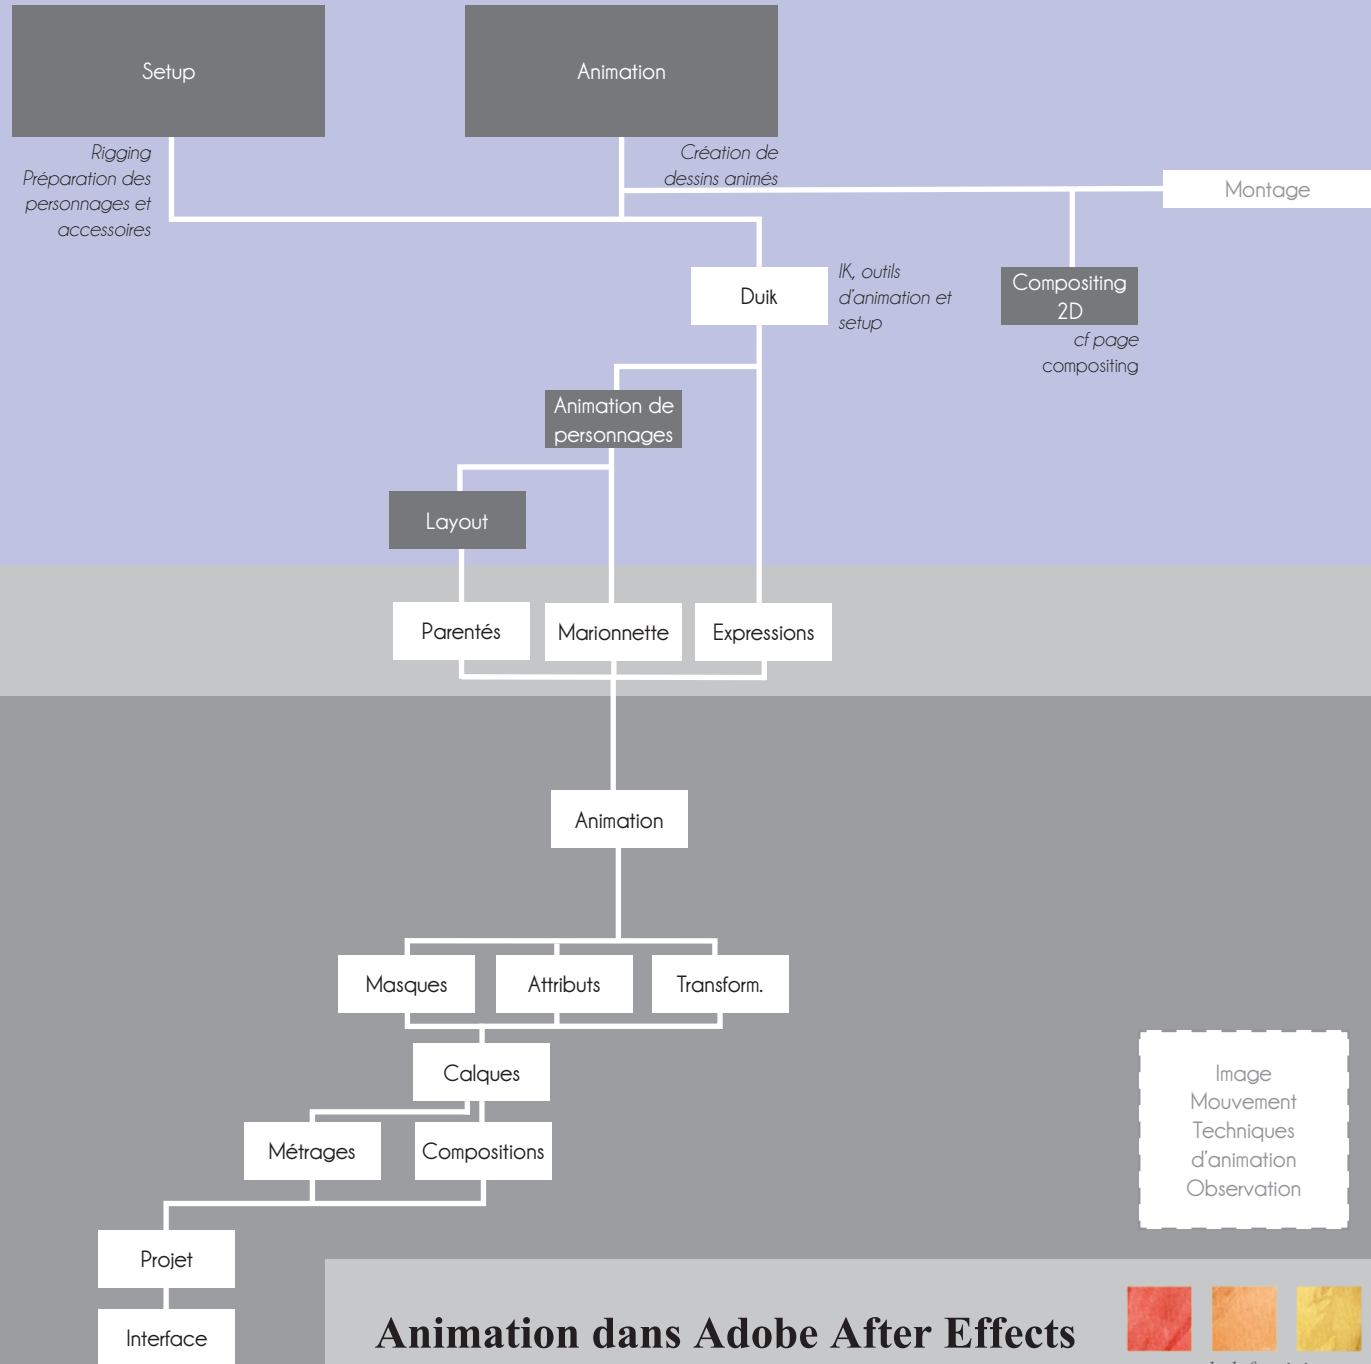 Setup
Animation
Rigging
Préparation des
personnages et
accessoires
Création de
dessins animés
Montage
Duik
IK, outils
d'animation et
setup
Compositing
2D
cf page
compositing
Animation de
personnages
Layout
Parentés
Marionnette
Expressions
Animation
Masques
Attributs
Transform.
Calques
Métrages
Compositions
Image
Mouvement
Techniques
d'animation
Observation
Projet
Interface
Animation dans Adobe After Effects